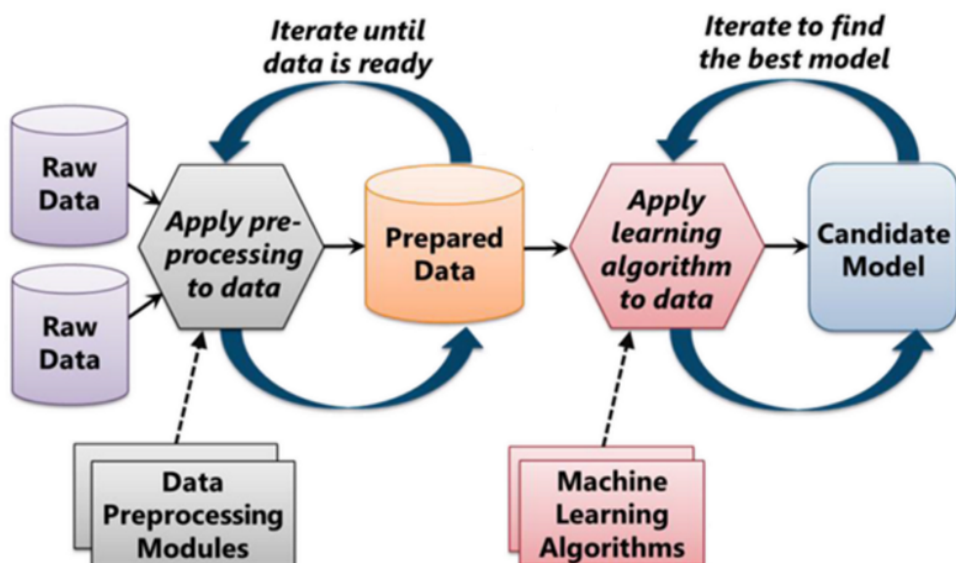 Iterate until
data is ready
Iterate to find
the best model
Raw
Data
Raw
Data
Apply pre-
processing
to data
Prepared
Data
Apply
learning
algorithm
to data
Candidate
Model
Data
Preprocessing
Modules
Machine
Learning
Algorithms